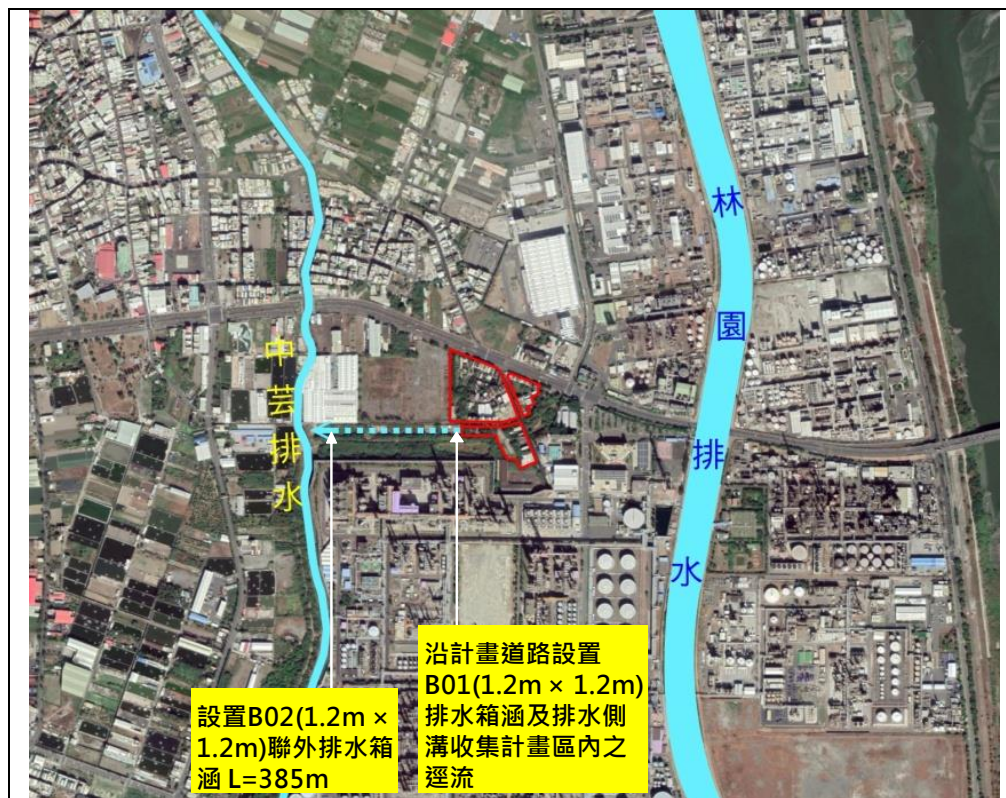 林
園
排
水
中
芸
排
水
沿計畫道路設置
B01(1.2m × 1.2m)
排水箱涵及排水側
溝收集計畫區內之
逕流
設置B02(1.2m ×
1.2m)聯外排水箱
涵 L=385m